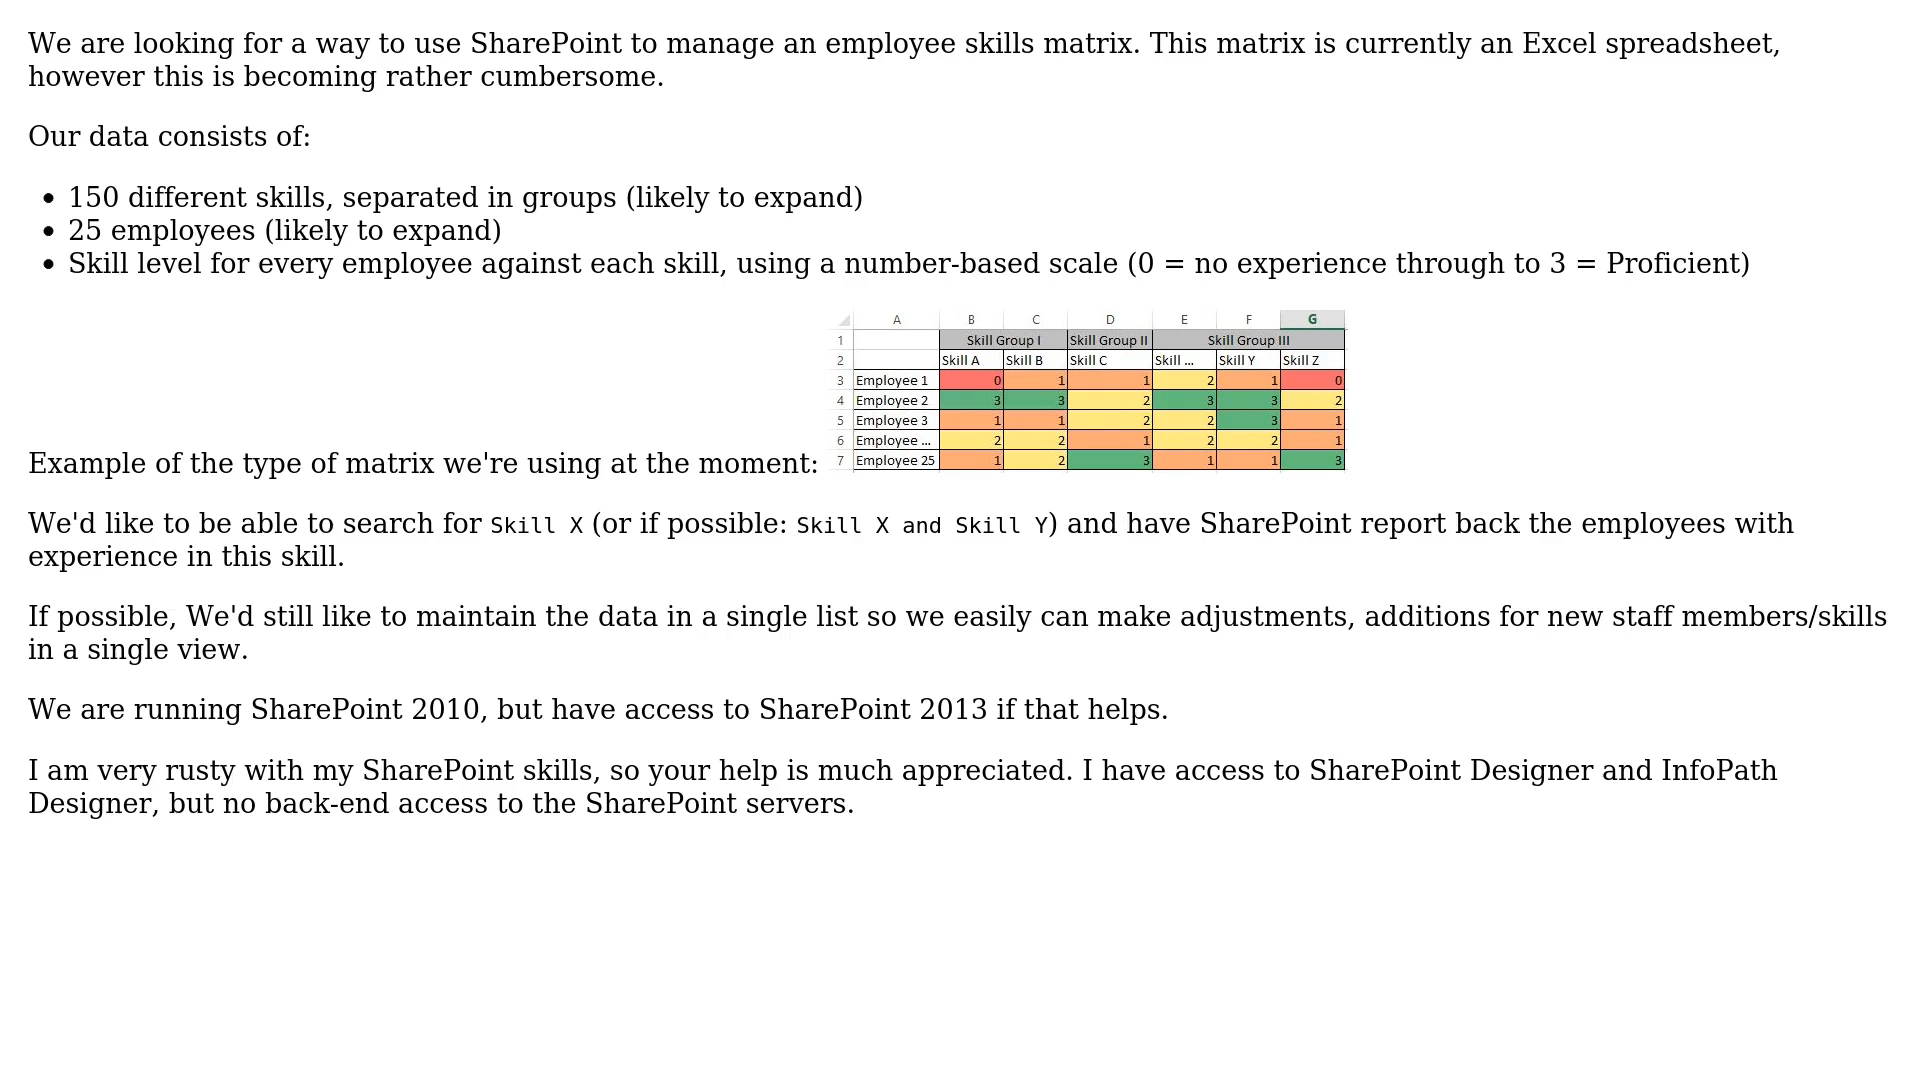 We are looking for a way to use SharePoint to manage an employee skills matrix. This matrix is currently an Excel spreadsheet,
however this is becoming rather cumbersome.
Our data consists of:
• 150 different skills, separated in groups (likely to expand)
• 25 employees (likely to expand)
• Skill level for every employee against each skill, using a number-based scale (0 = no experience through to 3 = Proficient)
A B C D E F G
1 Skill Group I Skill Group II Skill Group III
2 Skill A Skill B Skill C Skill ... Skill Y Skill Z
3 Employee 1 0 1 1 2 1 0
4 Employee 2 3 3 2 3 3 2
5 Employee 3 1 1 2 2 3 1
6 Employee ... 2 2 1 2 2 1
7 Employee 25 1 2 3 1 1 3
Example of the type of matrix we're using at the moment:
We'd like to be able to search for Skill X (or if possible: Skill X and Skill Y) and have SharePoint report back the employees with
experience in this skill.
If possible, We'd still like to maintain the data in a single list so we easily can make adjustments, additions for new staff members/skills
in a single view.
We are running SharePoint 2010, but have access to SharePoint 2013 if that helps.
I am very rusty with my SharePoint skills, so your help is much appreciated. I have access to SharePoint Designer and InfoPath
Designer, but no back-end access to the SharePoint servers.